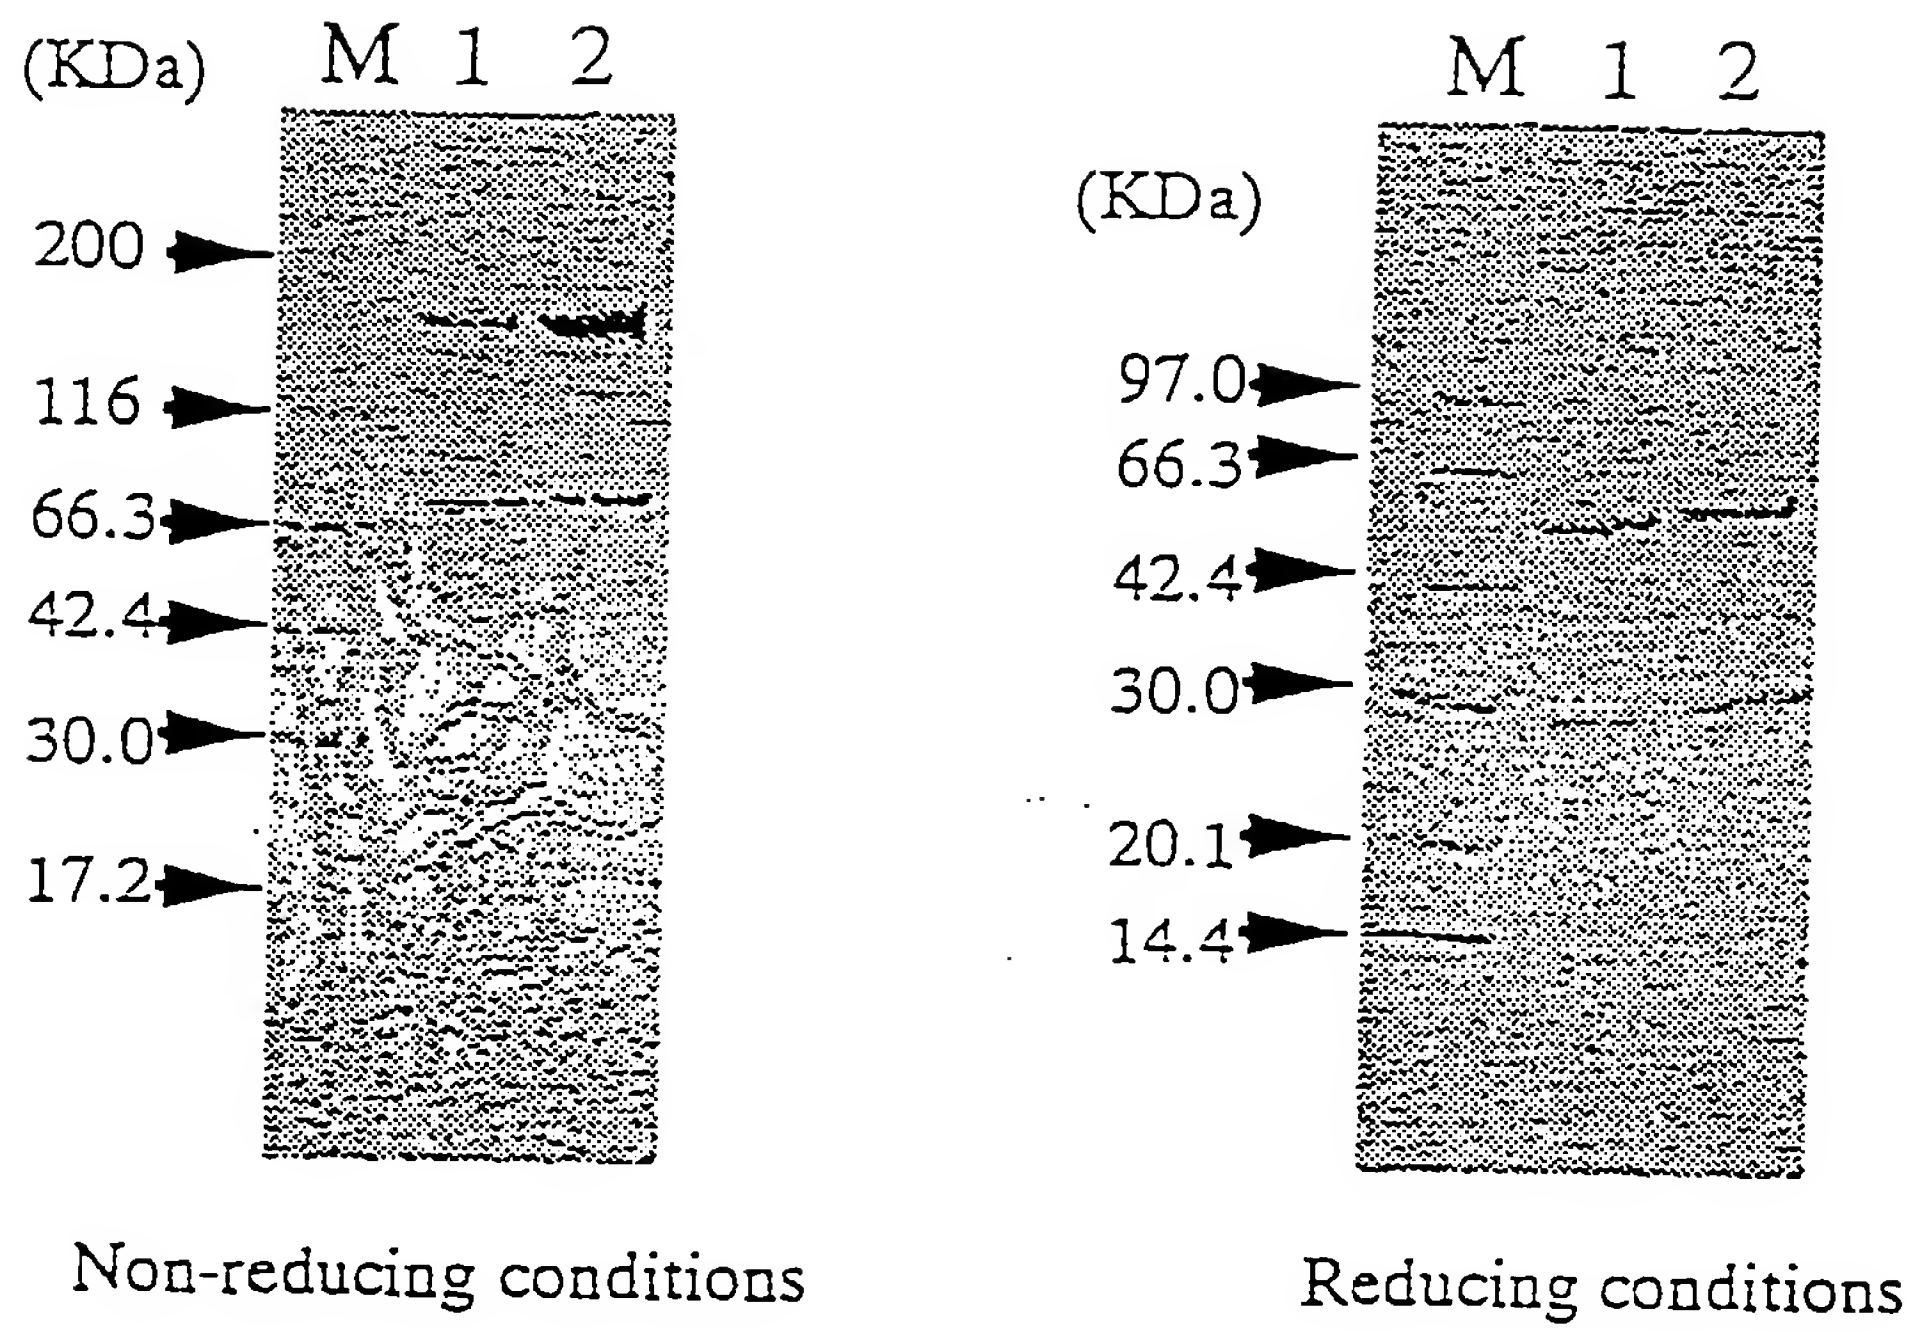 (KDa) M 1 2
200
116
66.3
42.4
30.0
17.2
Non-reducing conditions
M 1 2
(KDa)
97.0
66.3
42.4
30.0
20.1
14.4
Reducing conditions